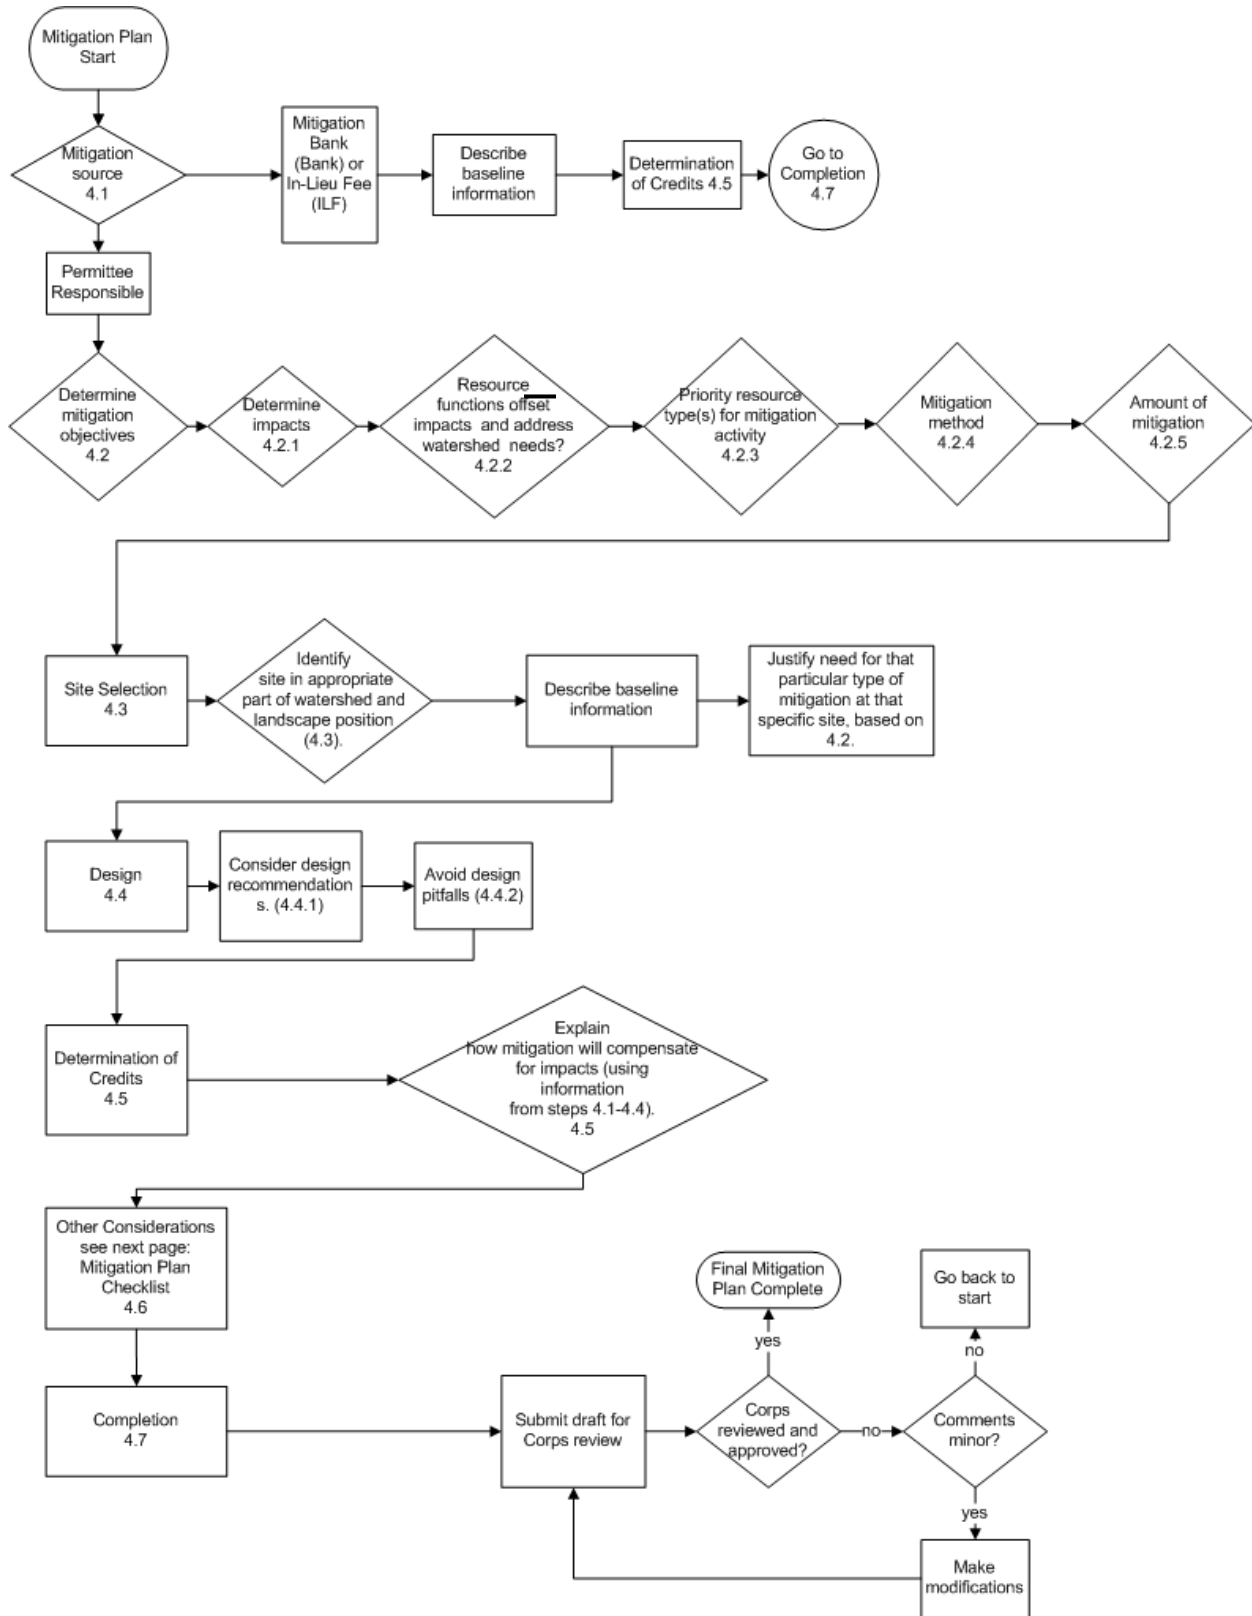 Mitigation Plan
Start
Mitigation
source
4.1
Mitigation
Bank
(Bank) or
In-Lieu Fee
(ILF)
Describe
baseline
information
Determination
of Credits 4.5
Go to
Completion
4.7
Permittee
Responsible
Determine
mitigation
objectives
4.2
Determine
impacts
4.2.1
Resource
functions offset
impacts and address
watershed needs?
4.2.2
Priority resource
type(s) for mitigation
activity
4.2.3
Mitigation
method
4.2.4
Amount of
mitigation
4.2.5
Site Selection
4.3
Identify
site in appropriate
part of watershed and
landscape position
(4.3).
Describe baseline
information
Justify need for that
particular type of
mitigation at that
specific site, based on
4.2.
Design
4.4
Consider design
recommendation
s. (4.4.1)
Avoid design
pitfalls (4.4.2)
Determination of
Credits
4.5
Explain
how mitigation will compensate
for impacts (using
information
from steps 4.1-4.4).
4.5
Other Considerations
see next page:
Mitigation Plan
Checklist
4.6
Final Mitigation
Plan Complete
Go back to
start
yes
no
Completion
4.7
Submit draft for
Corps review
Corps
reviewed and
approved?
no
Comments
minor?
yes
Make
modifications